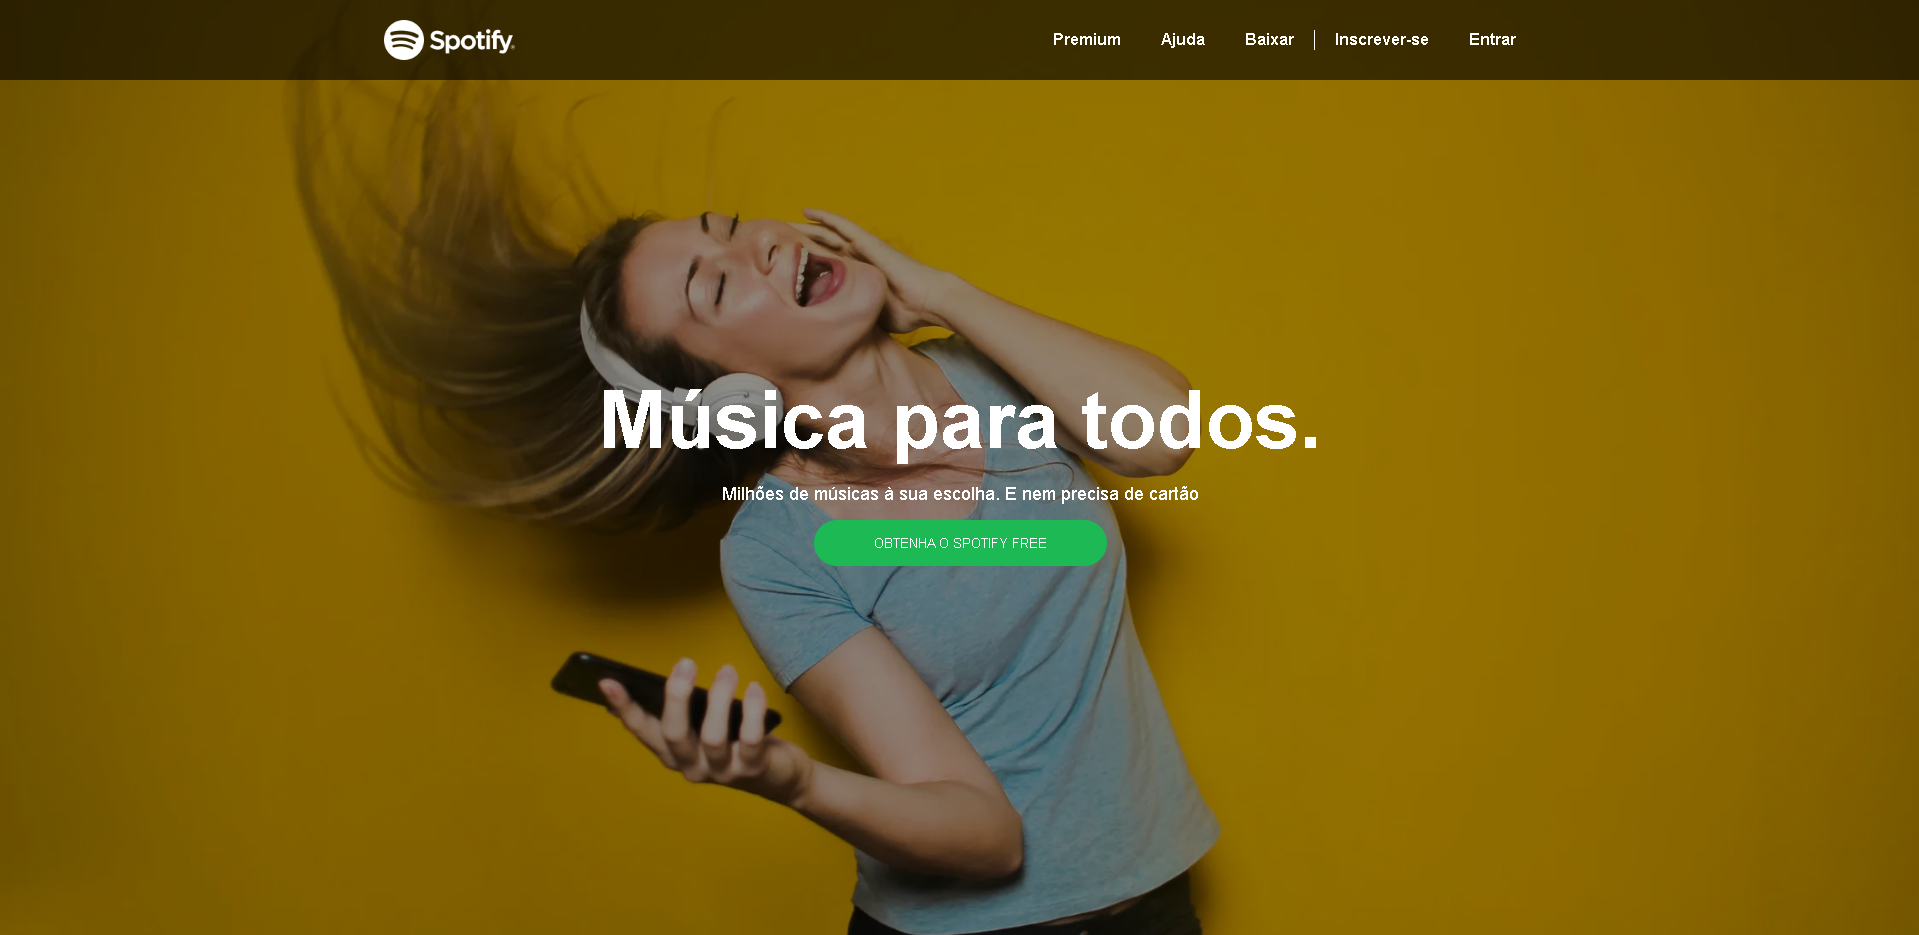 Spotify
Premium Ajuda Baixar Inscrever-se Entrar
Música para todos.
Milhões de músicas à sua escolha. E nem precisa de cartão
OBTENHA O SPOTIFY FREE